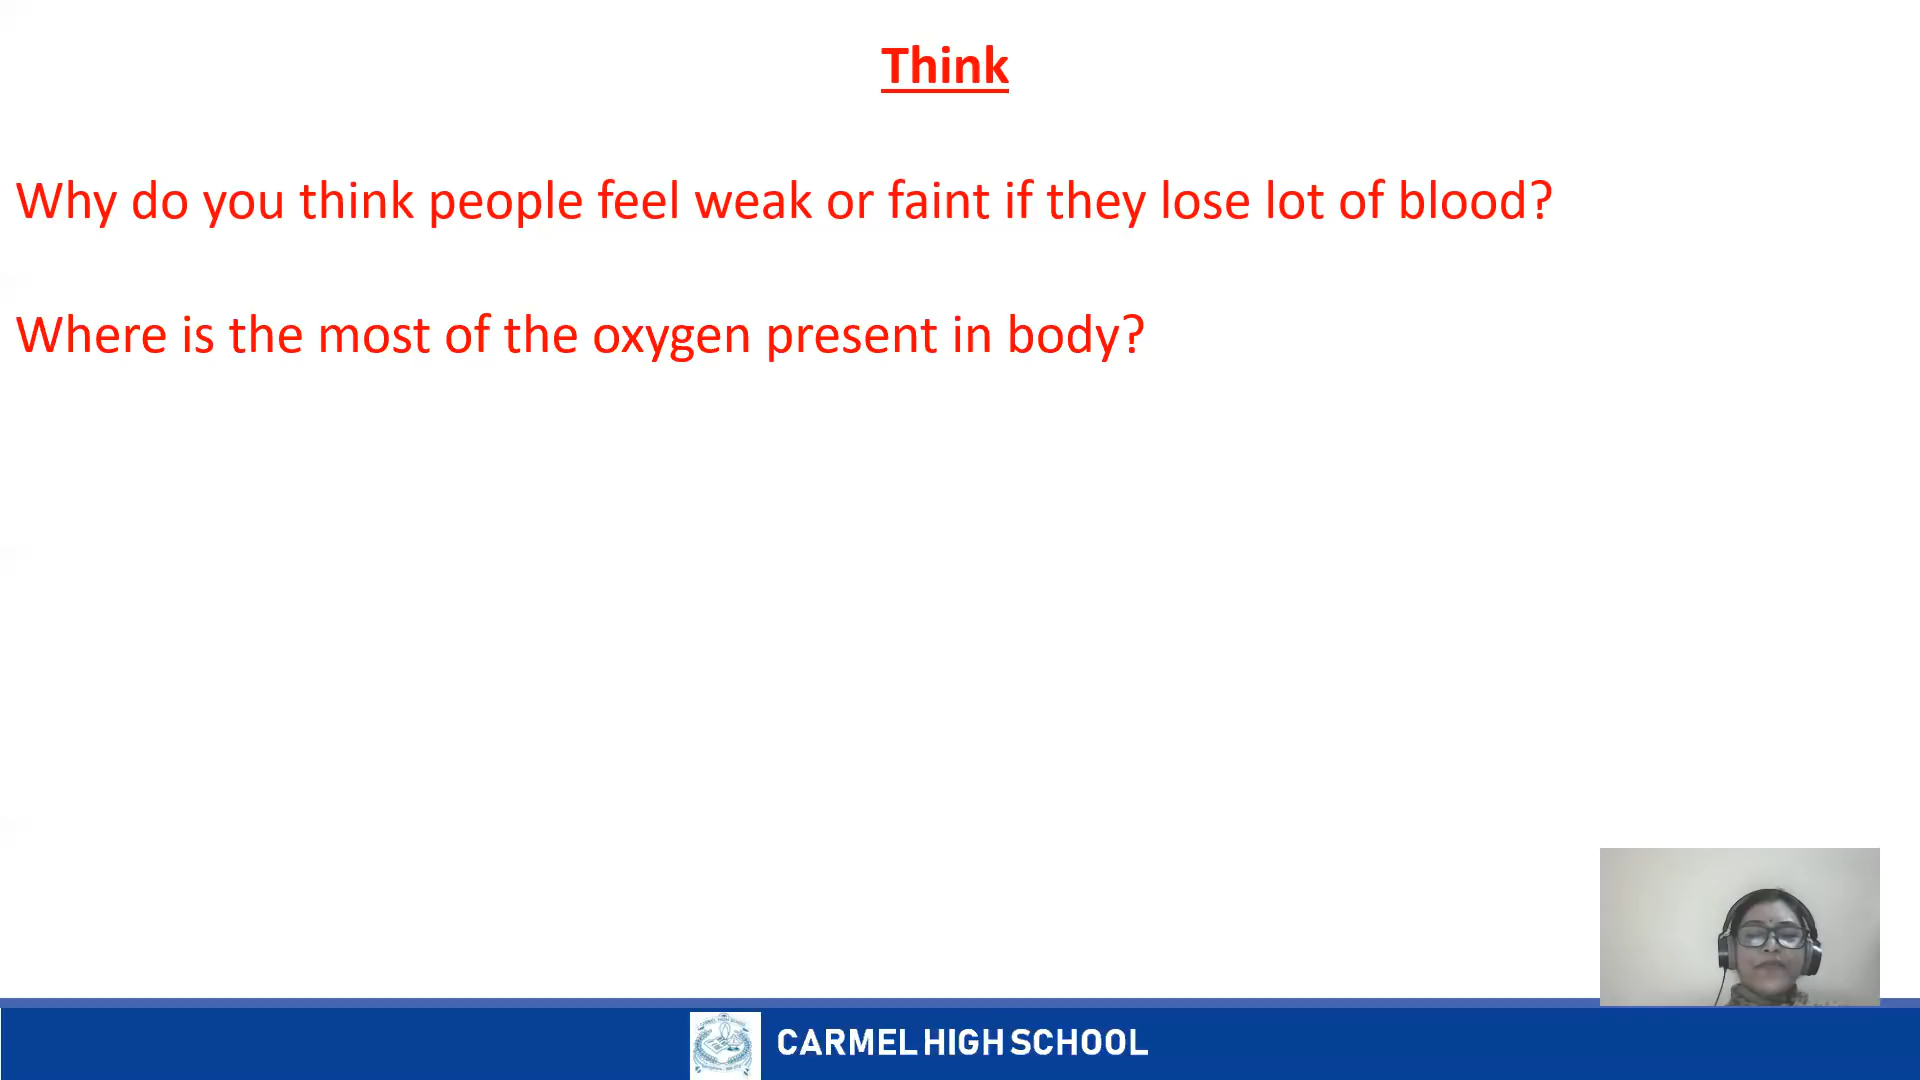 Think
Why do you think people feel weak or faint if they lose lot of blood?
Where is the most of the oxygen present in body?
CARMEL HIGH SCHOOL